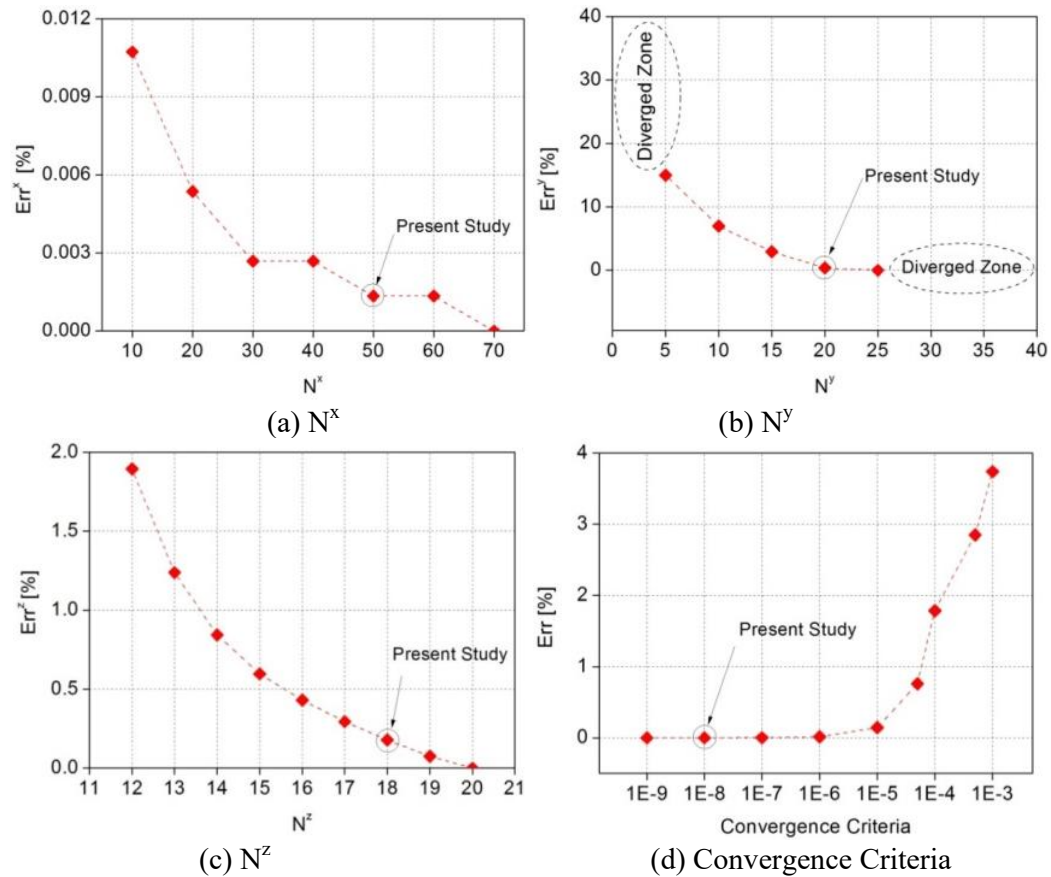 0.012
0.009
0.006
0.003
0.000
Err^x [%]
Present Study
10 20 30 40 50 60 70
N^x
(a) N^x
40
30
20
10
0
Err^y [%]
Diverged Zone
Present Study
Diverged Zone
0 5 10 15 20 25 30 35 40
N^y
(b) N^y
2.0
1.5
1.0
0.5
0.0
Err^z [%]
Present Study
11 12 13 14 15 16 17 18 19 20 21
N^z
(c) N^z
4
3
2
1
0
Err [%]
Present Study
1E-9 1E-8 1E-7 1E-6 1E-5 1E-4 1E-3
Convergence Criteria
(d) Convergence Criteria